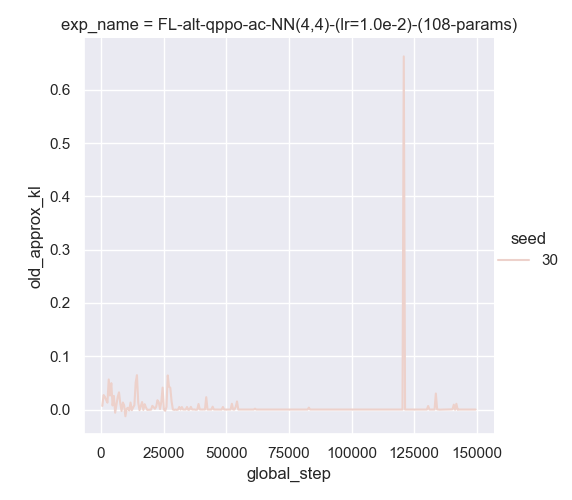 exp_name = FL-alt-qppo-ac-NN(4,4)-(lr=1.0e-2)-(108-params)
0.6
0.5
0.4
0.3
0.2
0.1
0.0
old_approx_kl
0 25000 50000 75000 100000 125000 150000
global_step
seed
30